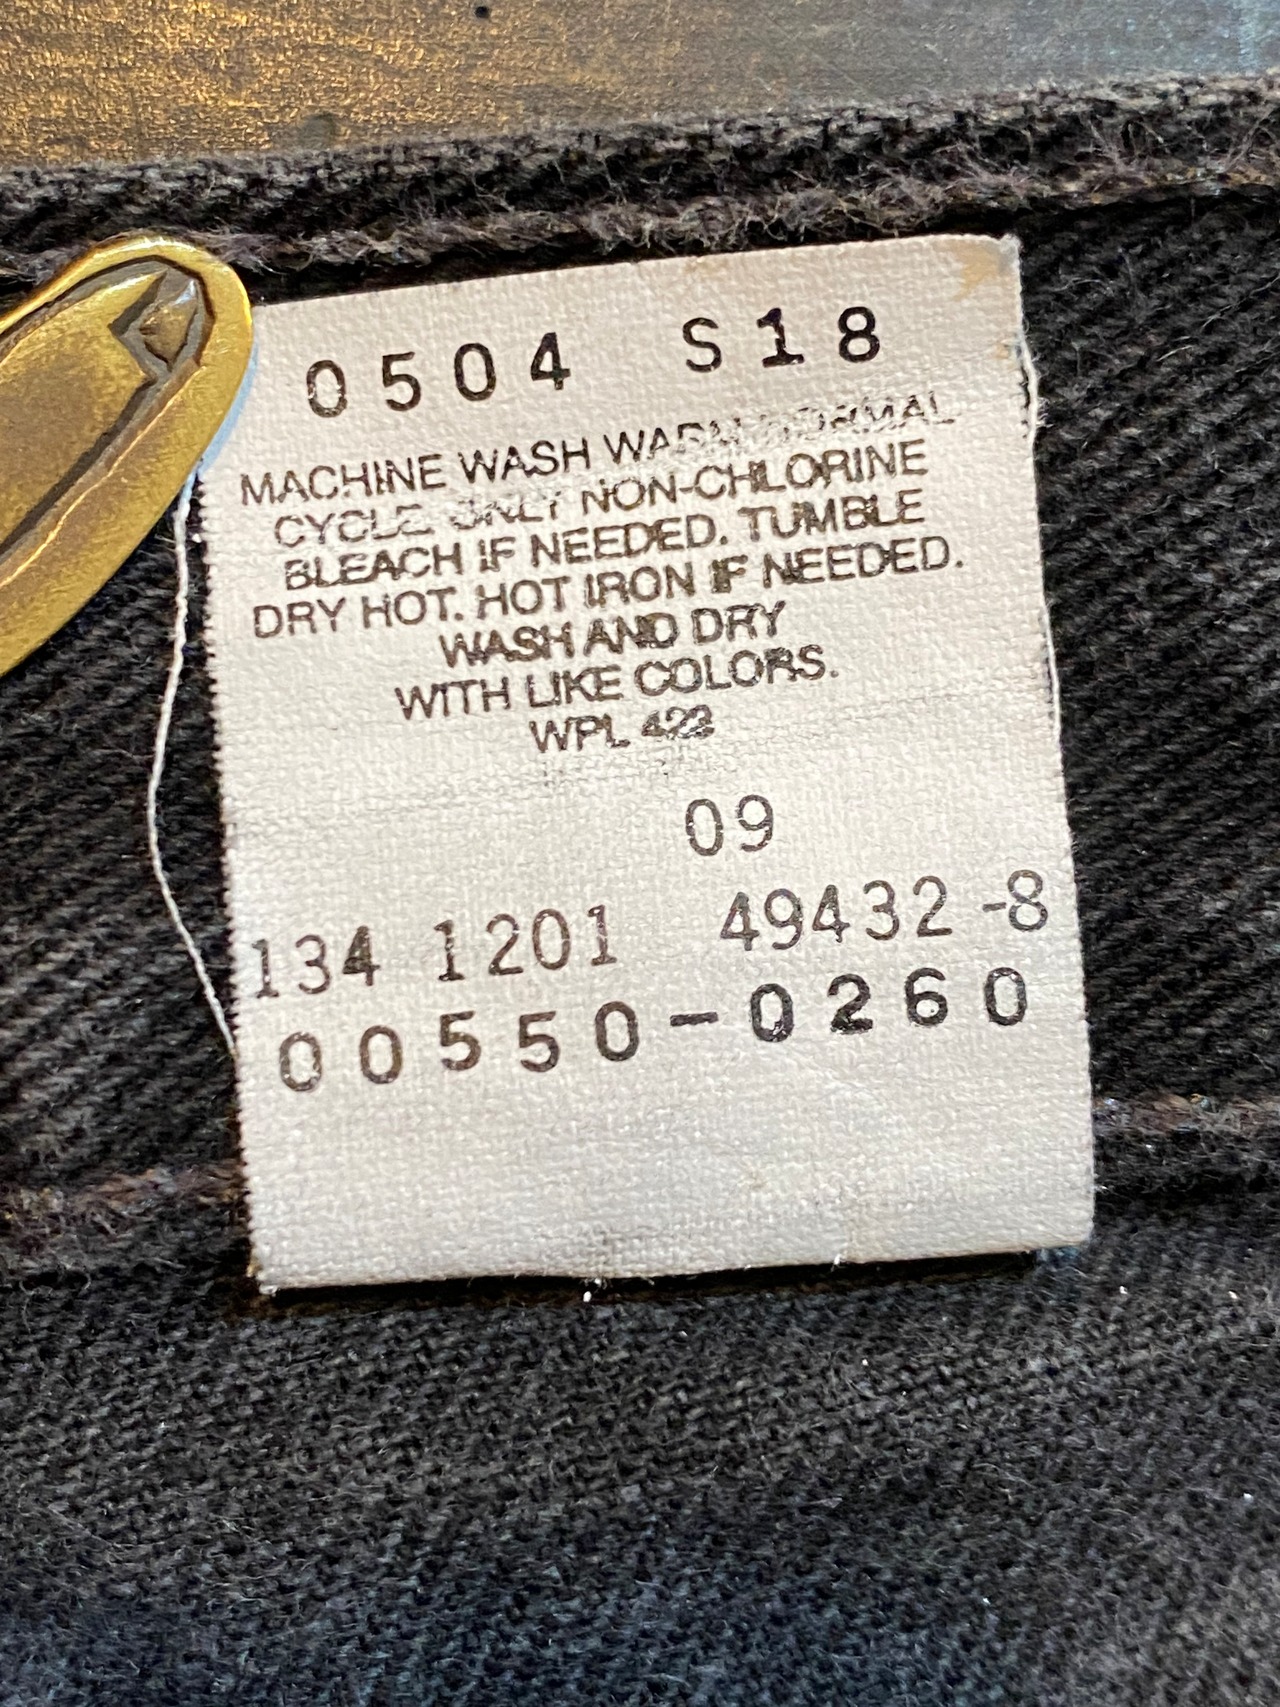 0504 S18
MACHINE WASH WARM NORMAL
CYCLE ONLY NON-CHLORINE
BLEACH IF NEEDED. TUMBLE
DRY HOT. HOT IRON IF NEEDED.
WASH AND DRY
WITH LIKE COLORS.
WPL 423
09
134 1201 49432-8
00550-0260